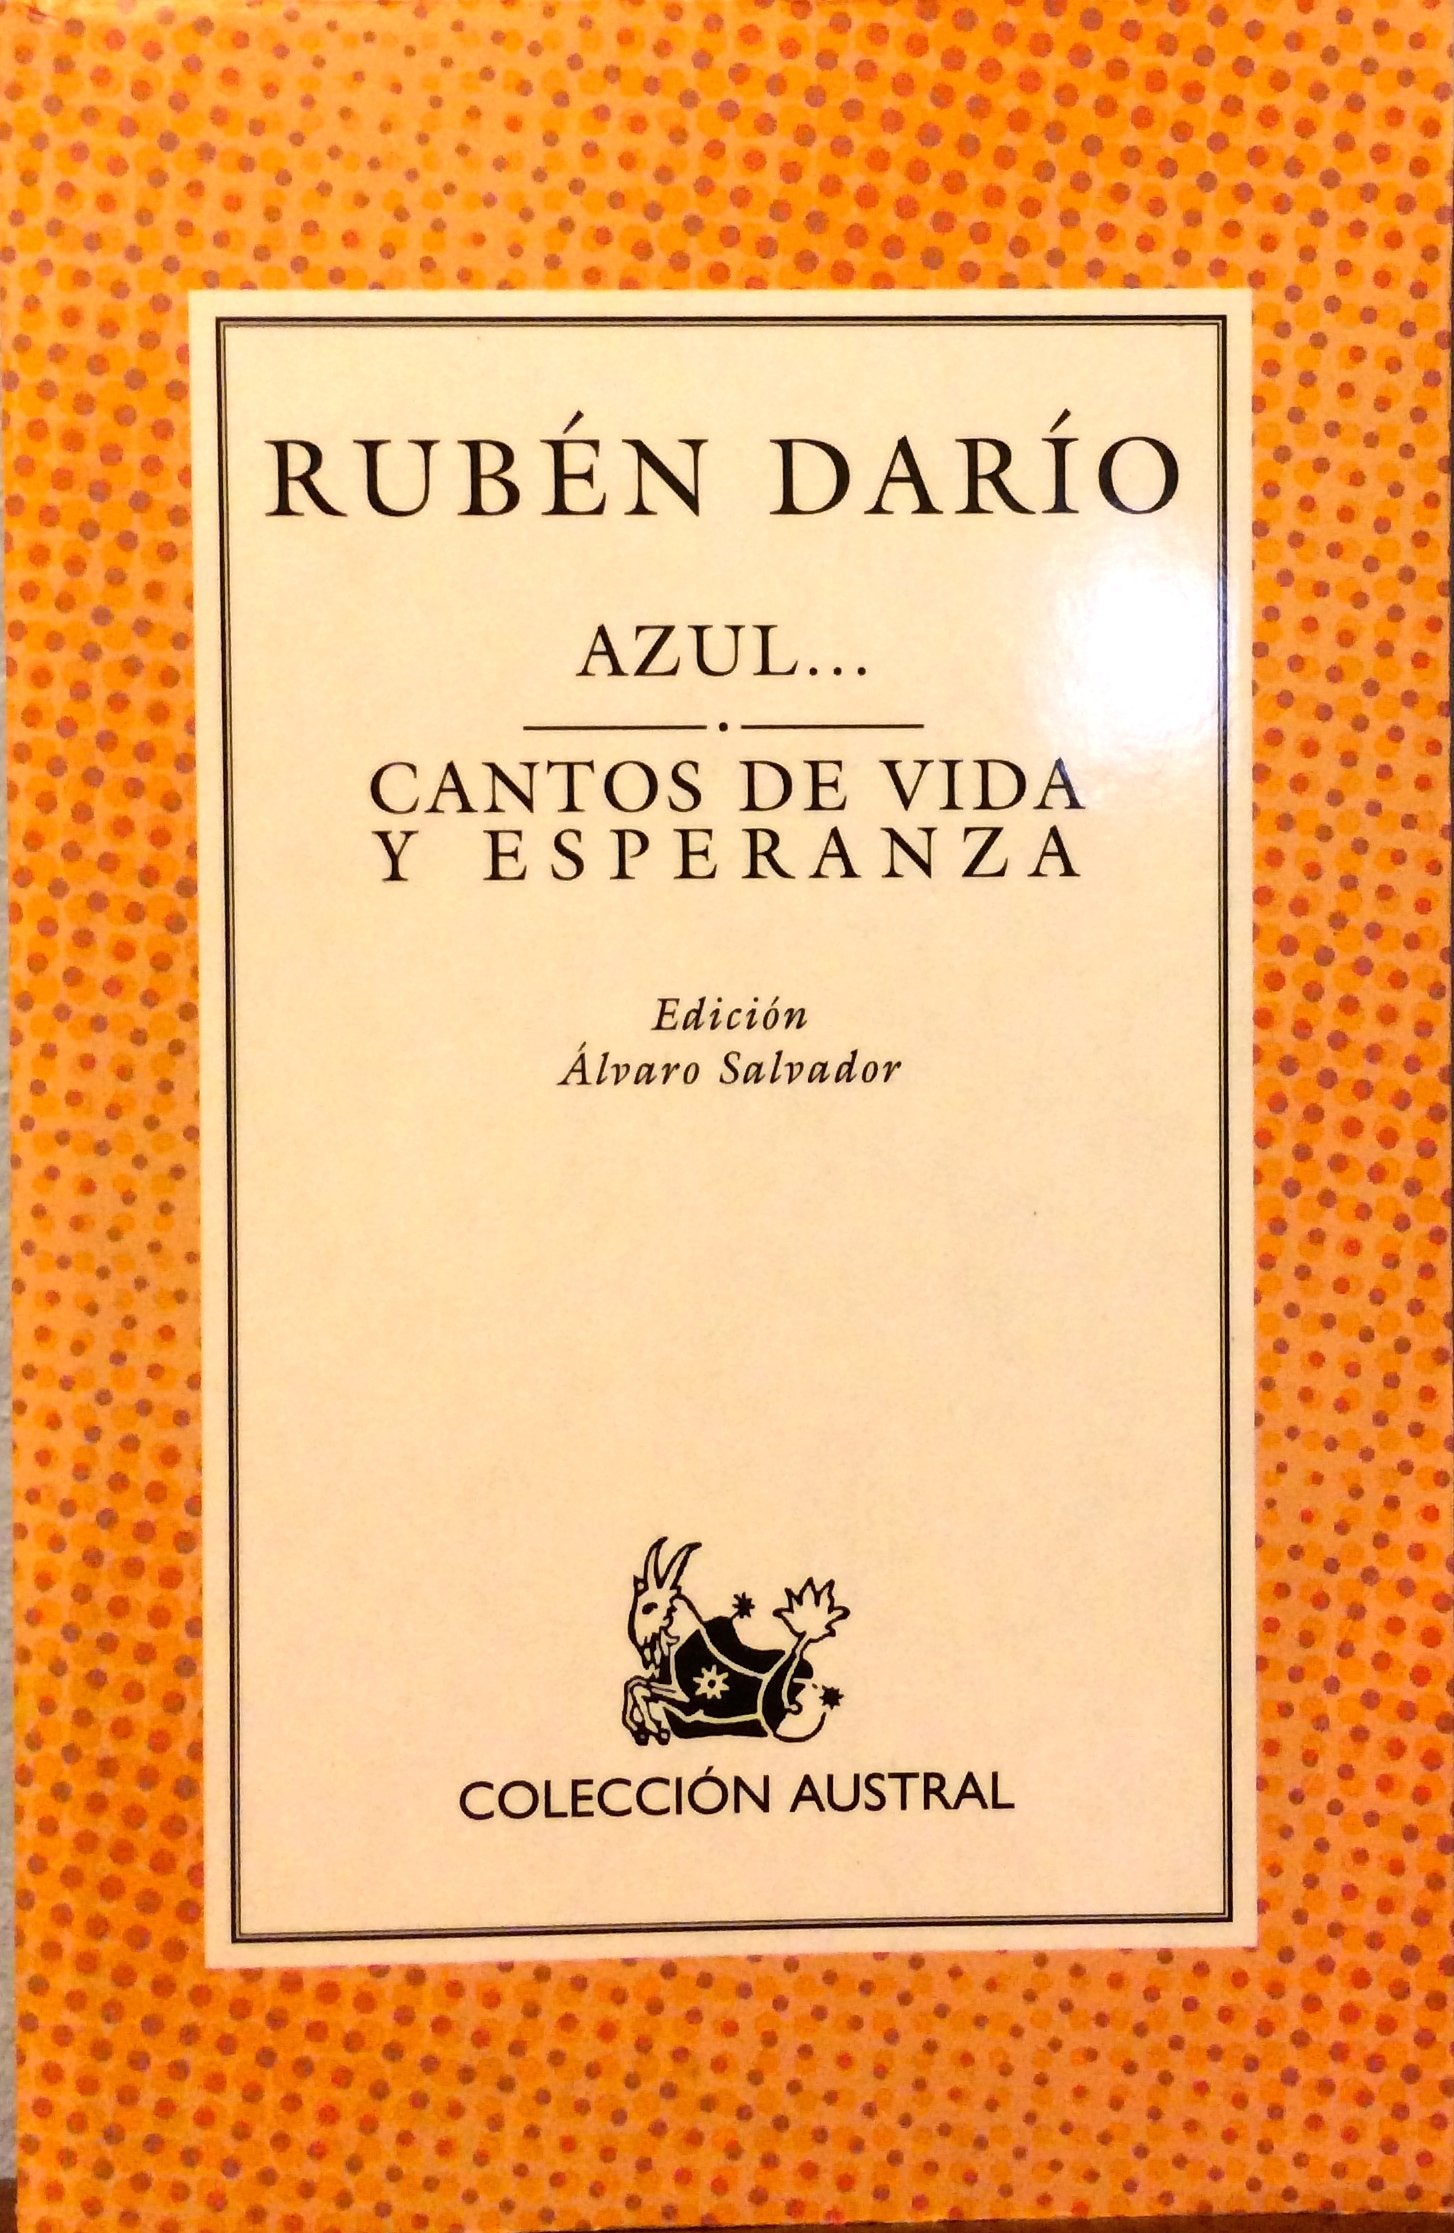 RUBÉN DARÍO
AZUL...
CANTOS DE VIDA
Y ESPERANZA
Edición
Álvaro Salvador
COLECCIÓN AUSTRAL